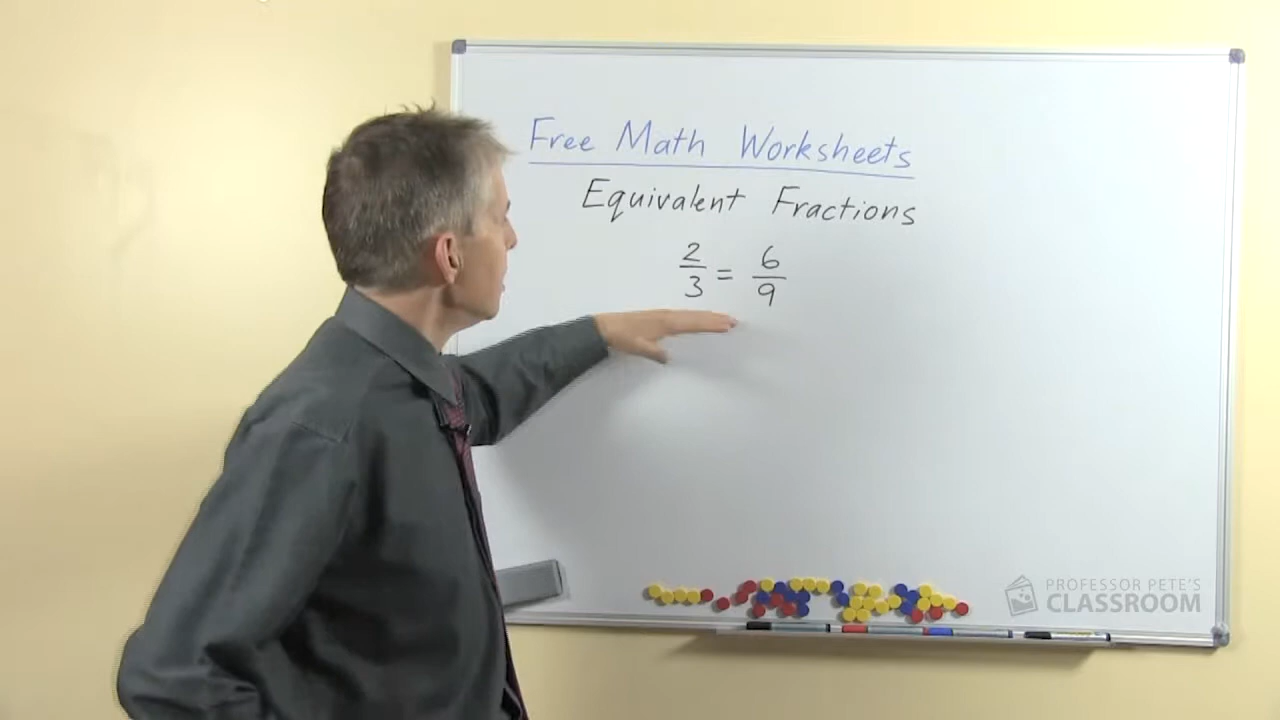 Free Math Worksheets
Equivalent Fractions
2/3 = 6/9
PROFESSOR PETE'S
CLASSROOM